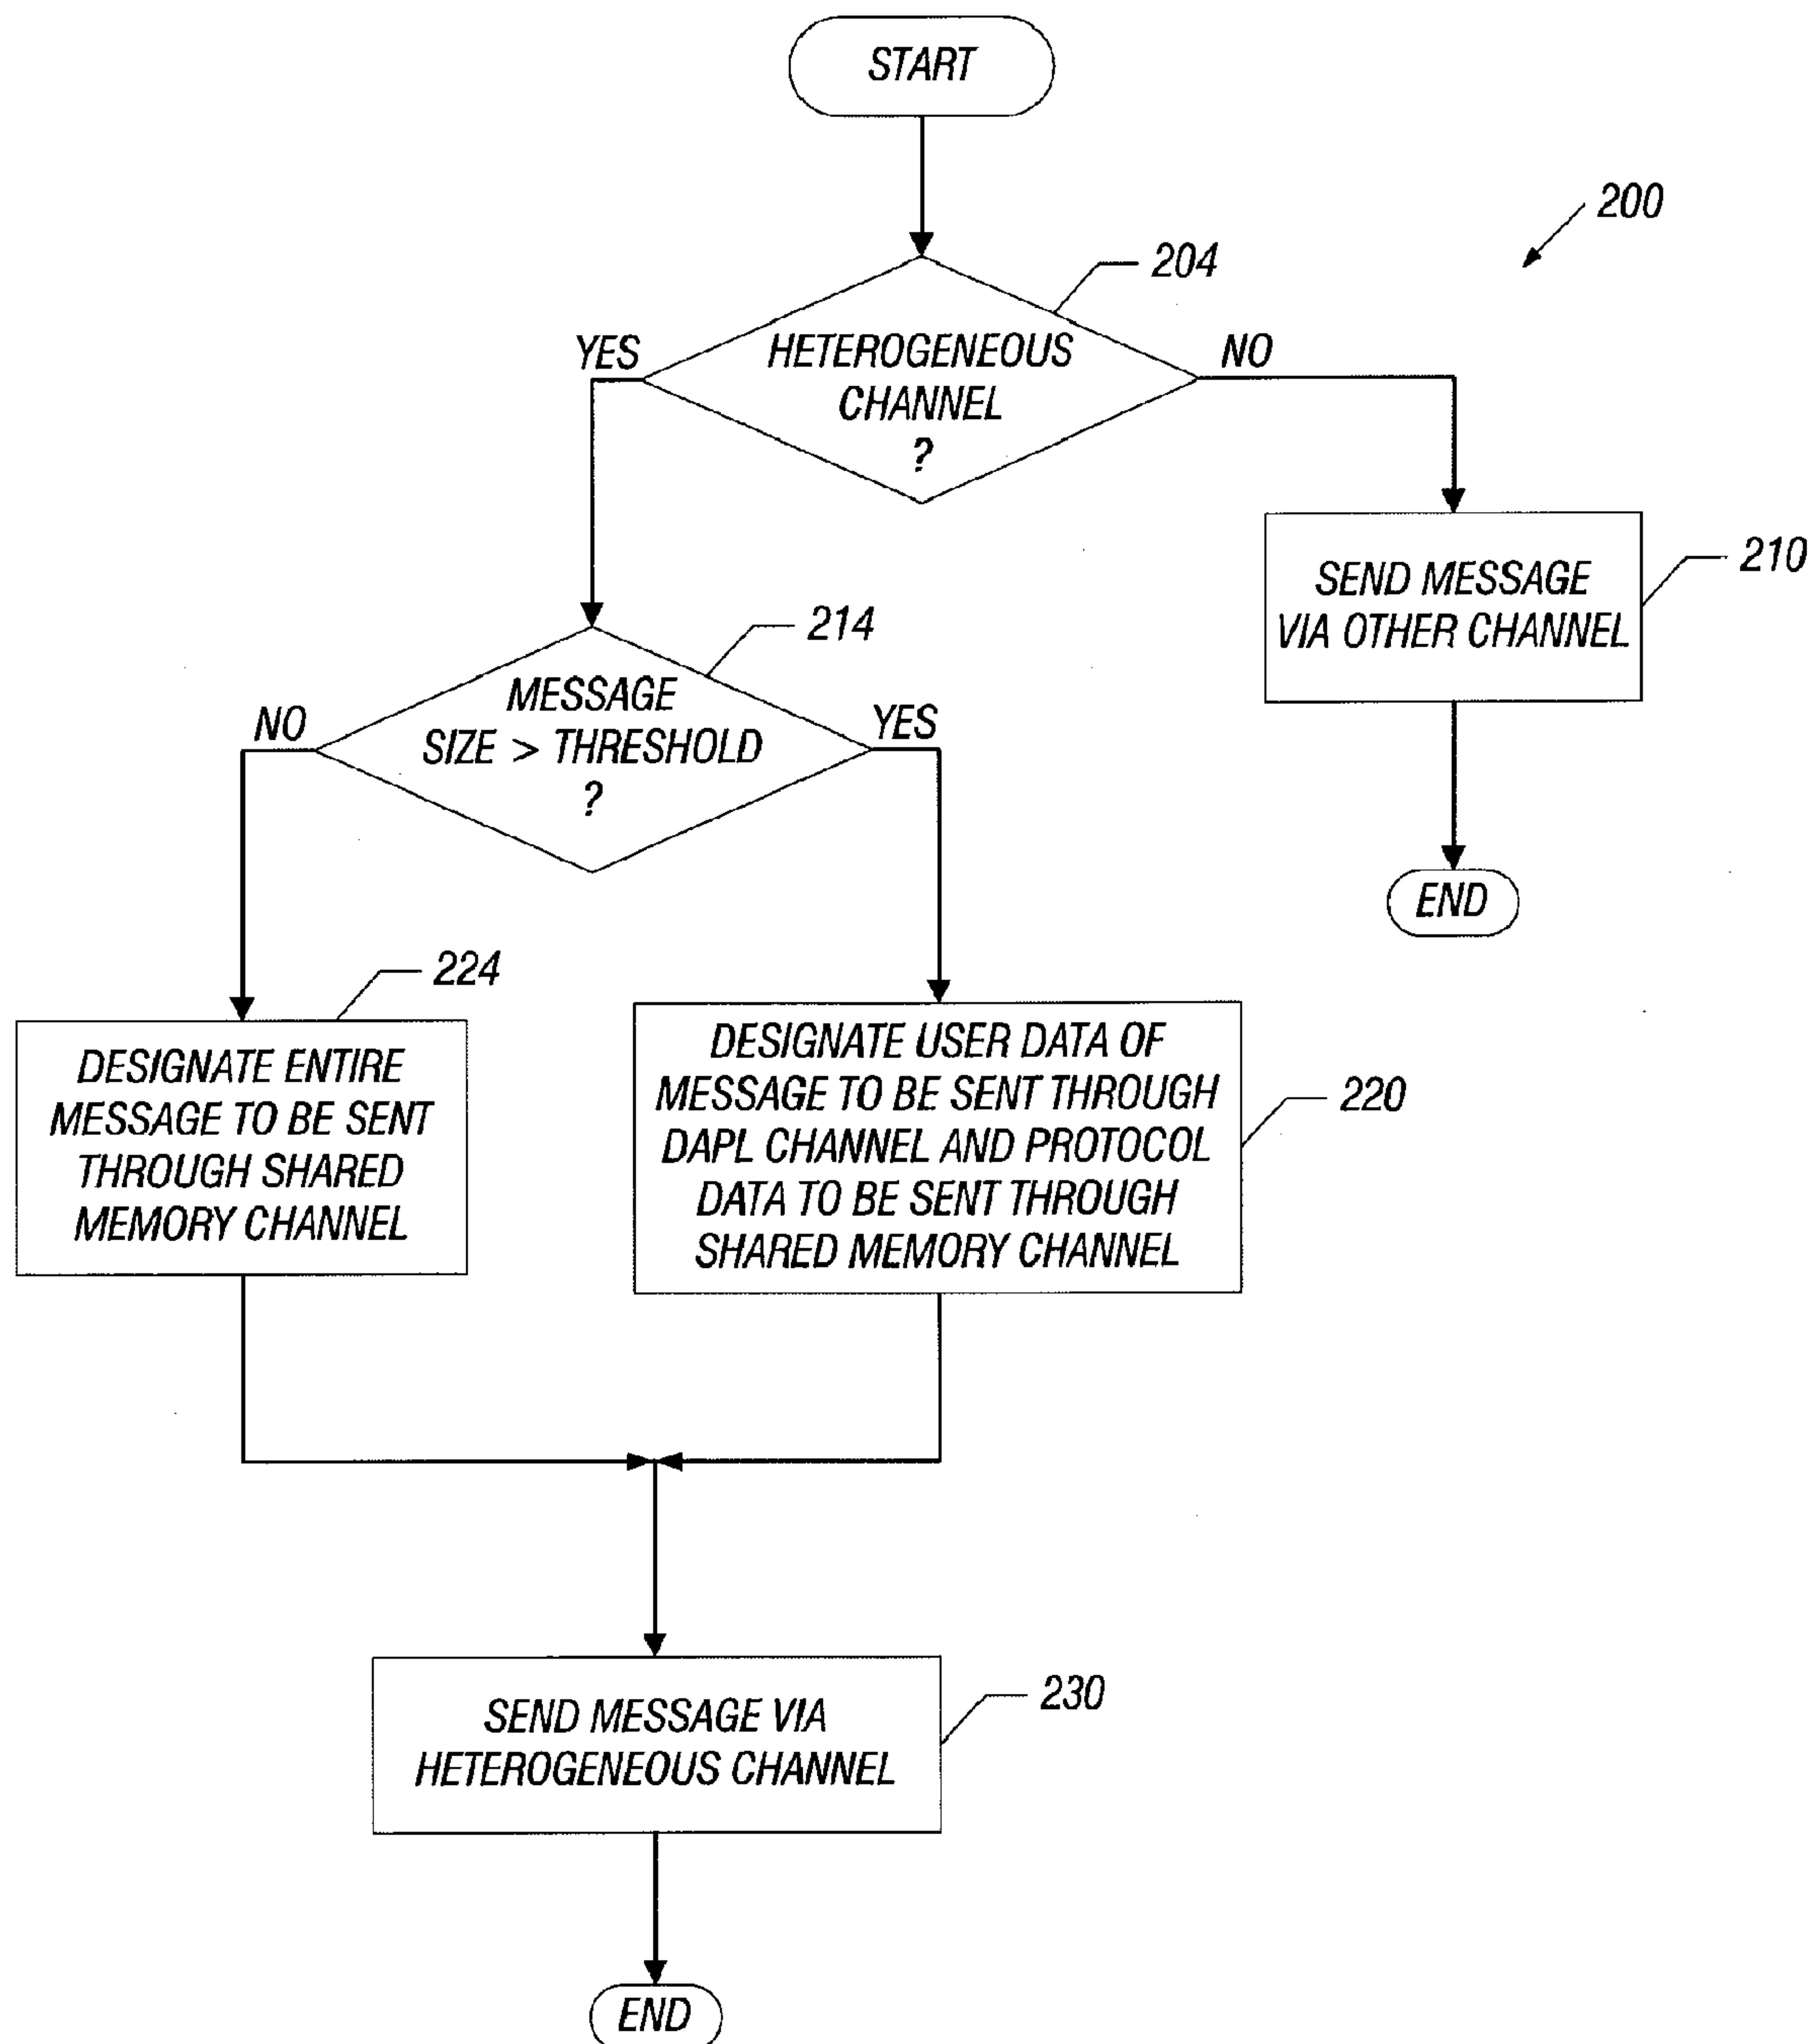 START
200
204
HETEROGENEOUS
CHANNEL
?
YES
NO
210
SEND MESSAGE
VIA OTHER CHANNEL
END
214
MESSAGE
SIZE > THRESHOLD
?
NO
YES
224
DESIGNATE ENTIRE
MESSAGE TO BE SENT
THROUGH SHARED
MEMORY CHANNEL
220
DESIGNATE USER DATA OF
MESSAGE TO BE SENT THROUGH
DAPL CHANNEL AND PROTOCOL
DATA TO BE SENT THROUGH
SHARED MEMORY CHANNEL
230
SEND MESSAGE VIA
HETEROGENEOUS CHANNEL
END